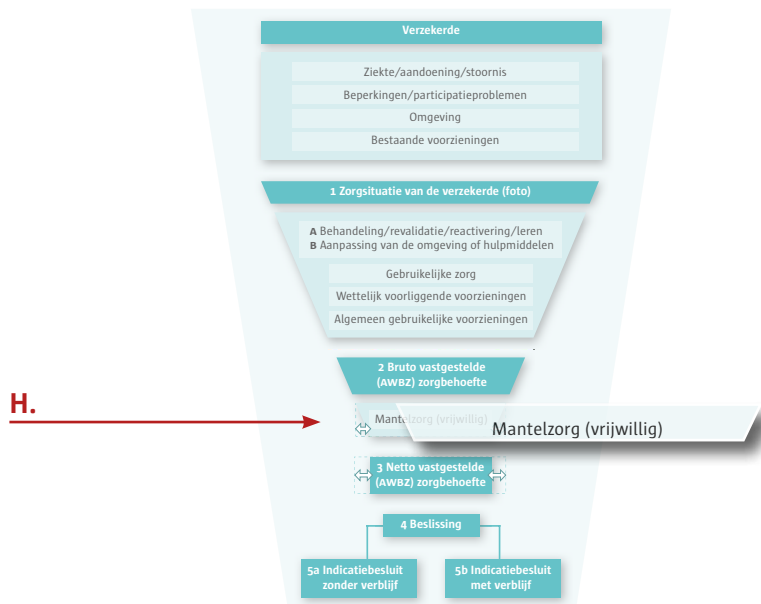 Verzekerde
Ziekte/aandoening/stoornis
Beperkingen/participatieproblemen
Omgeving
Bestaande voorzieningen
1 Zorgsituatie van de verzekerde (foto)
A Behandeling/revalidatie/reactivering/leren
B Aanpassing van de omgeving of hulpmiddelen
Gebruikelijke zorg
Wettelijk voorliggende voorzieningen
Algemeen gebruikelijke voorzieningen
2 Bruto vastgestelde
(AWBZ) zorgbehoefte
H.
Mantelzorg (vrijwillig)
Mantelzorg (vrijwillig)
3 Netto vastgestelde
(AWBZ) zorgbehoefte
4 Beslissing
5a Indicatiebesluit
zonder verblijf
5b Indicatiebesluit
met verblijf